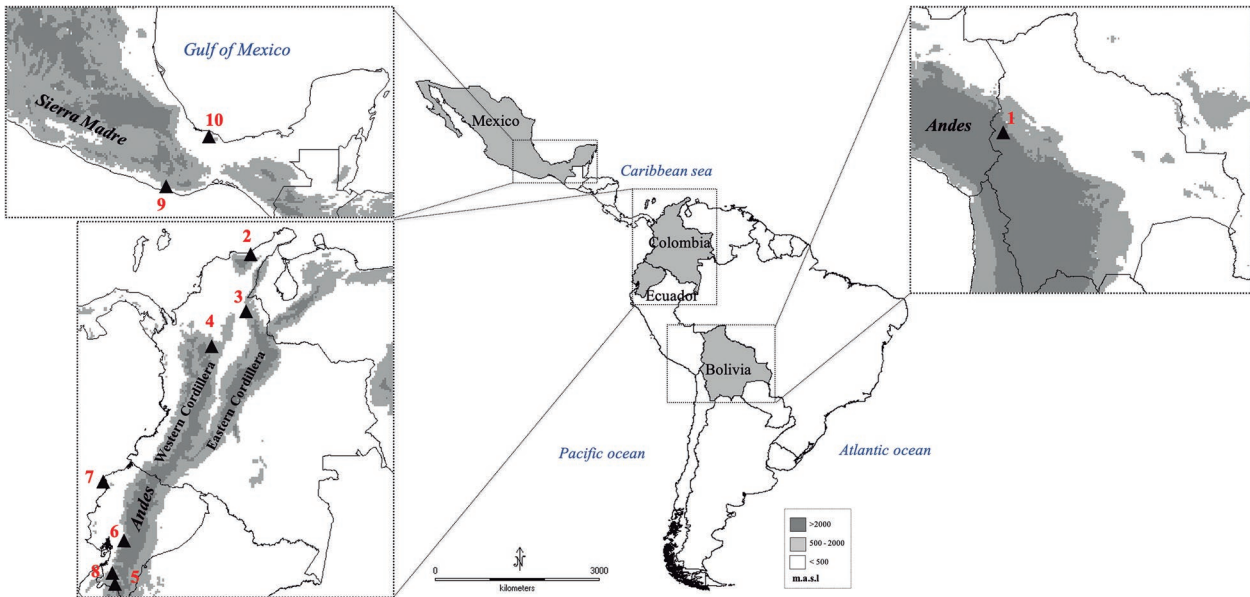 Gulf of Mexico
Sierra Madre
10
9
2
3
4
Western Cordillera
Eastern Cordillera
7
Andes
6
8
5
Mexico
Caribbean sea
Colombia
Ecuador
Bolivia
Pacific ocean
Atlantic ocean
N
0
3000
kilometers
>2000
500 - 2000
< 500
m.a.s.l
Andes
1